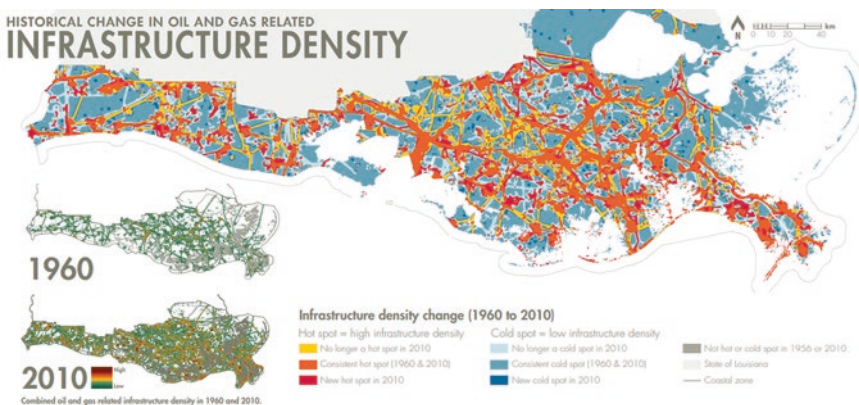 HISTORICAL CHANGE IN OIL AND GAS RELATED
INFRASTRUCTURE DENSITY
N
0 10 20 40 km
1960
2010
High
Low
Combined oil and gas related infrastructure density in 1960 and 2010.
Infrastructure density change (1960 to 2010)
Hot spot = high infrastructure density
No longer a hot spot in 2010
Consistent hot spot (1960 & 2010)
New hot spot in 2010
Cold spot = low infrastructure density
No longer a cold spot in 2010
Consistent cold spot (1960 & 2010)
New cold spot in 2010
Not hot or cold spot in 1956 or 2010
State of Louisiana
Coastal zone